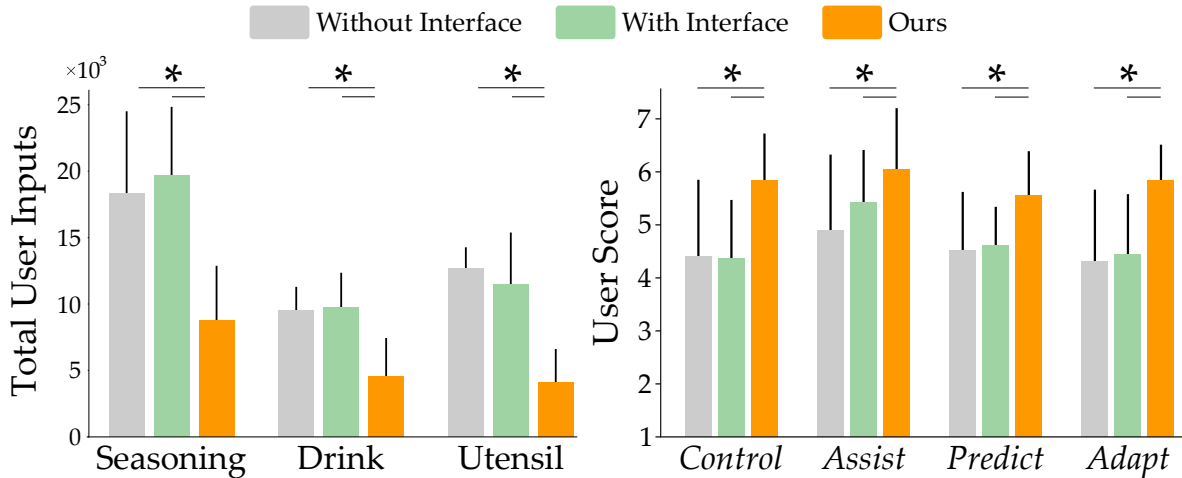 Without Interface With Interface Ours
×10³
* * *
25
20
15
10
5
0
Total User Inputs
Seasoning Drink Utensil
* * * *
7
6
5
4
3
2
1
User Score
Control Assist Predict Adapt